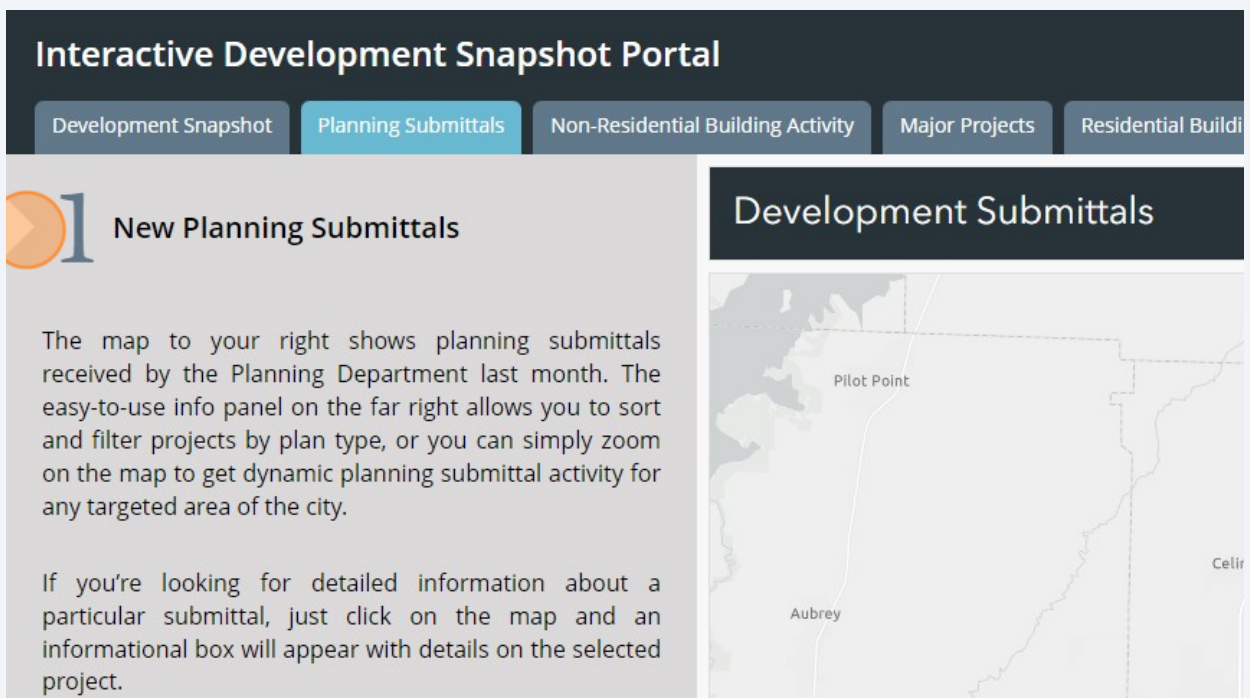 Interactive Development Snapshot Portal
Development Snapshot Planning Submittals Non-Residential Building Activity Major Projects Residential Buildi
1 New Planning Submittals
The map to your right shows planning submittals
received by the Planning Department last month. The
easy-to-use info panel on the far right allows you to sort
and filter projects by plan type, or you can simply zoom
on the map to get dynamic planning submittal activity for
any targeted area of the city.
If you're looking for detailed information about a
particular submittal, just click on the map and an
informational box will appear with details on the selected
project.
Development Submittals
Pilot Point
Celin
Aubrey